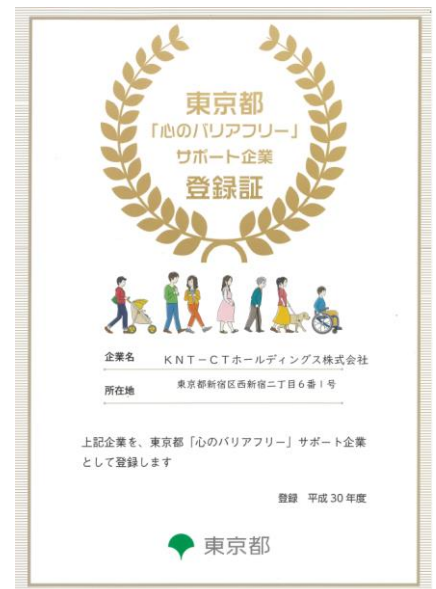 東京都
「心のバリアフリー」
サポート企業
登録証
企業名 KNT－CTホールディングス株式会社
所在地 東京都新宿区西新宿二丁目6番1号
上記企業を、東京都「心のバリアフリー」サポート企業
として登録します
登録 平成30年度
東京都